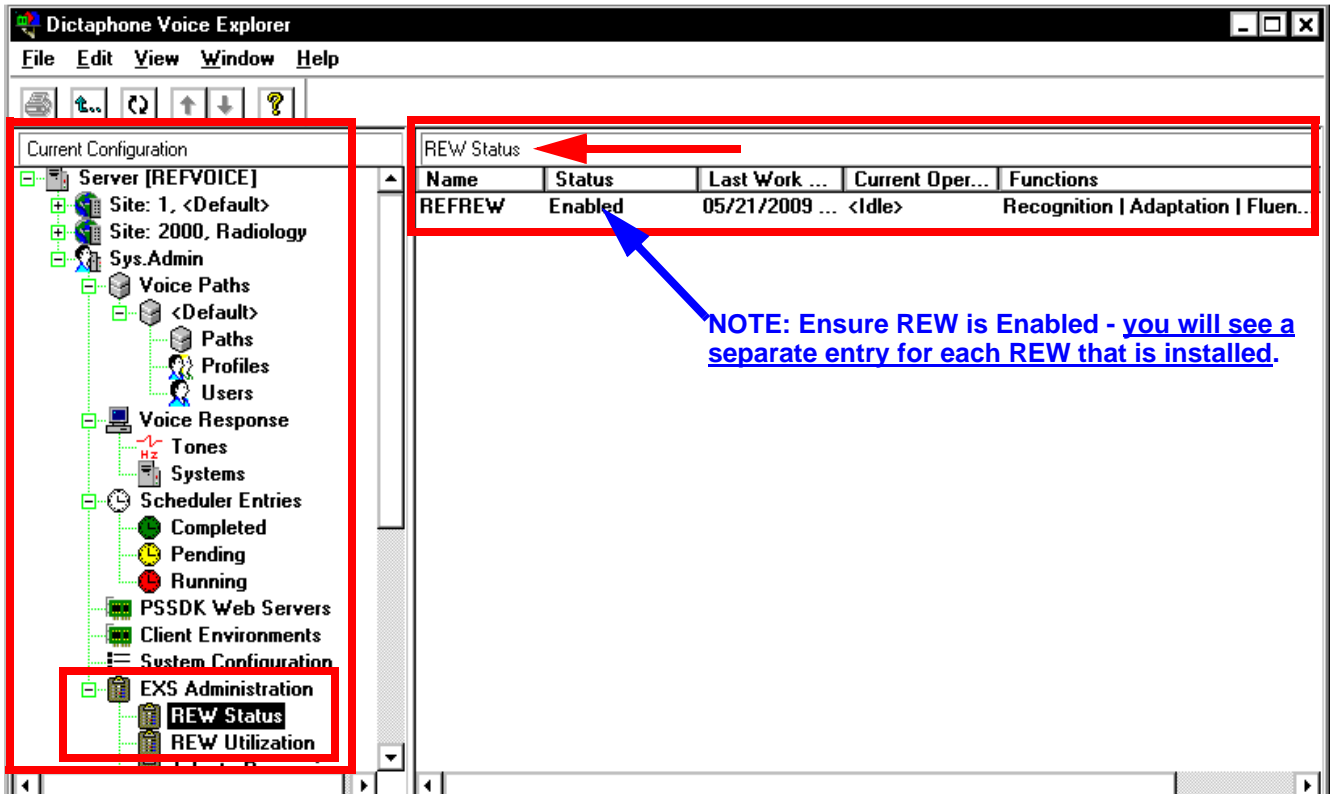 Dictaphone Voice Explorer
File Edit View Window Help
Current Configuration
Server [REFVOICE]
Site: 1, <Default>
Site: 2000, Radiology
Sys.Admin
Voice Paths
<Default>
Paths
Profiles
Users
Voice Response
Hz Tones
Systems
Scheduler Entries
Completed
Pending
Running
PSSDK Web Servers
Client Environments
System Configuration
EXS Administration
REW Status
REW Utilization
REW Status
Name Status Last Work ... Current Oper... Functions
REFREW Enabled 05/21/2009 ... <Idle> Recognition | Adaptation | Fluen...
NOTE: Ensure REW is Enabled - you will see a
separate entry for each REW that is installed.